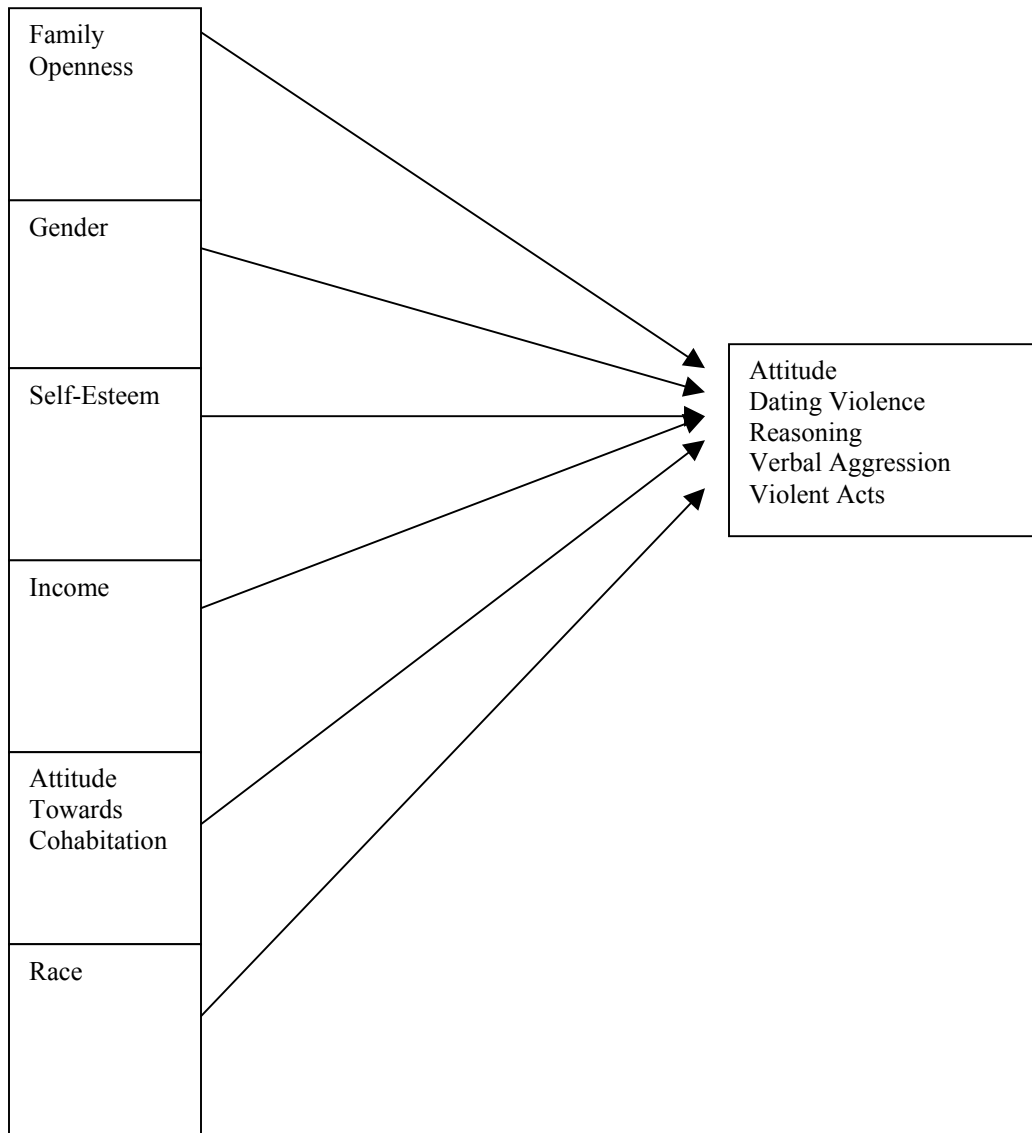 Family
Openness
Gender
Self-Esteem
Income
Attitude
Towards
Cohabitation
Race
Attitude
Dating Violence
Reasoning
Verbal Aggression
Violent Acts